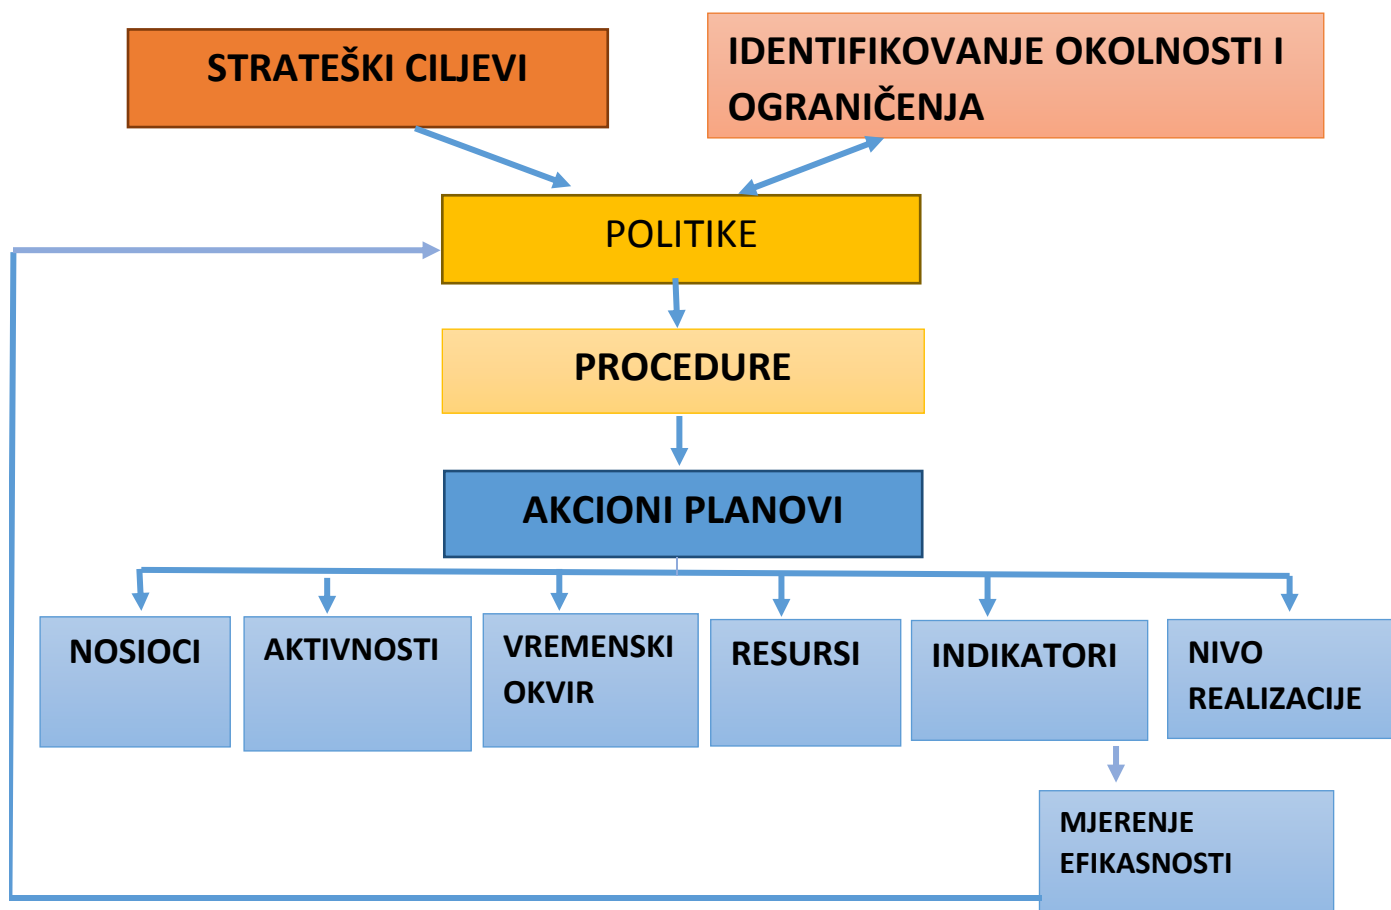 STRATEŠKI CILJEVI
IDENTIFIKOVANJE OKOLNOSTI I
OGRANIČENJA
POLITIKE
PROCEDURE
AKCIONI PLANOVI
NOSIOCI
AKTIVNOSTI
VREMENSKI
OKVIR
RESURSI
INDIKATORI
NIVO
REALIZACIJE
MJERENJE
EFIKASNOSTI